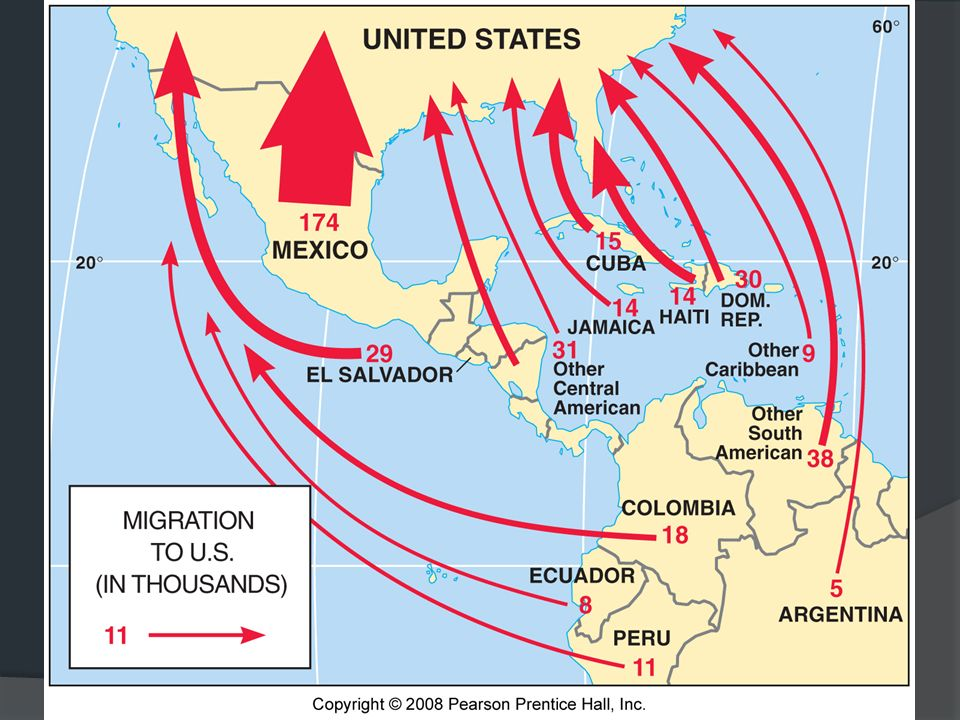 UNITED STATES
60°
174
MEXICO
20°
20°
15
CUBA
14
JAMAICA
14
HAITI
30
DOM.
REP.
29
EL SALVADOR
31
Other
Central
American
Other
Caribbean
9
Other
South
American
38
COLOMBIA
18
ECUADOR
8
PERU
11
5
ARGENTINA
MIGRATION
TO U.S.
(IN THOUSANDS)
11
Copyright © 2008 Pearson Prentice Hall, Inc.